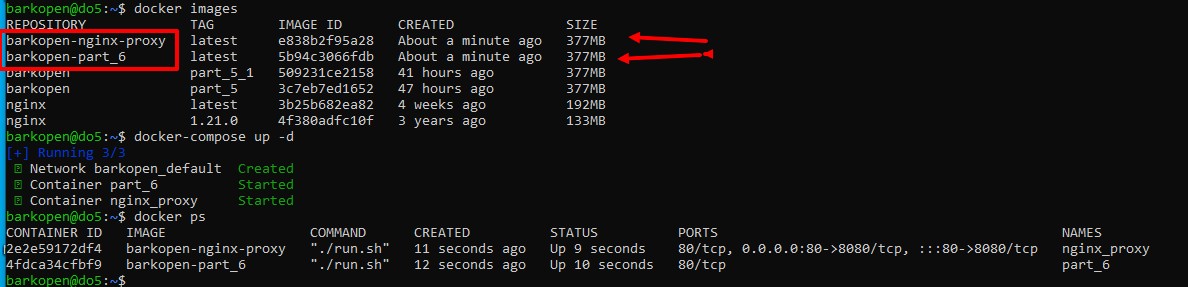 barkopen@do5:~$ docker images
REPOSITORY TAG IMAGE ID CREATED SIZE
barkopen-nginx-proxy latest e838b2f95a28 About a minute ago 377MB
barkopen-part_6 latest 5b94c3066fdb About a minute ago 377MB
barkopen part_5_1 509231ce2158 41 hours ago 377MB
barkopen part_5 3c7eb7ed1652 47 hours ago 377MB
nginx latest 3b25b682ea82 4 weeks ago 192MB
nginx 1.21.0 4f380adfc10f 3 years ago 133MB
barkopen@do5:~$ docker-compose up -d
[+] Running 3/3
Network barkopen_default Created
Container part_6 Started
Container nginx_proxy Started
barkopen@do5:~$ docker ps
CONTAINER ID IMAGE COMMAND CREATED STATUS PORTS NAMES
2e2e59172df4 barkopen-nginx-proxy "./run.sh" 11 seconds ago Up 9 seconds 80/tcp, 0.0.0.0:80->8080/tcp, :::80->8080/tcp nginx_proxy
4fdca34cfbf9 barkopen-part_6 "./run.sh" 12 seconds ago Up 10 seconds 80/tcp part_6
barkopen@do5:~$